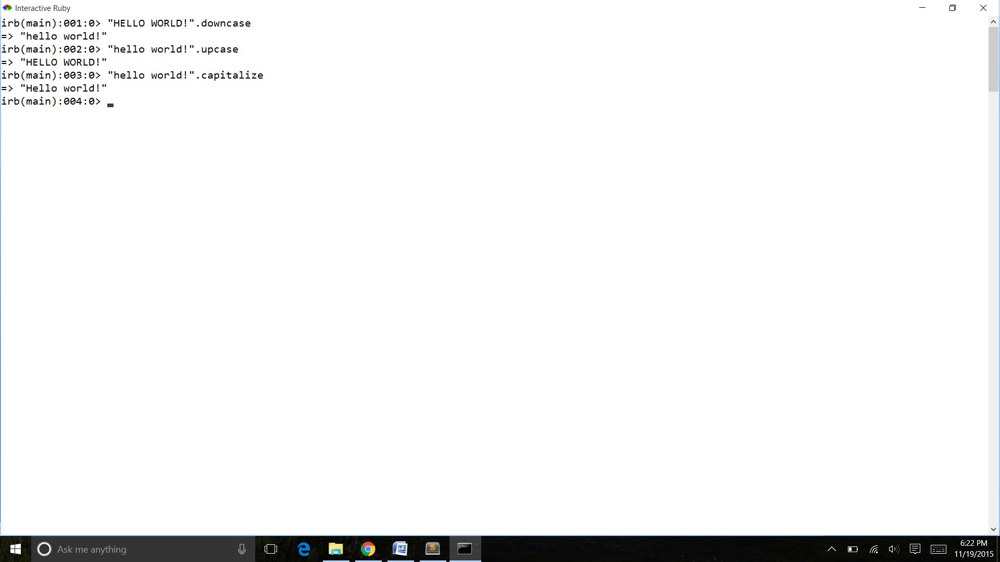 Interactive Ruby
irb(main):001:0> "HELLO WORLD!".downcase
=> "hello world!"
irb(main):002:0> "hello world!".upcase
=> "HELLO WORLD!"
irb(main):003:0> "hello world!".capitalize
=> "Hello world!"
irb(main):004:0>
Ask me anything
6:22 PM
11/19/2015